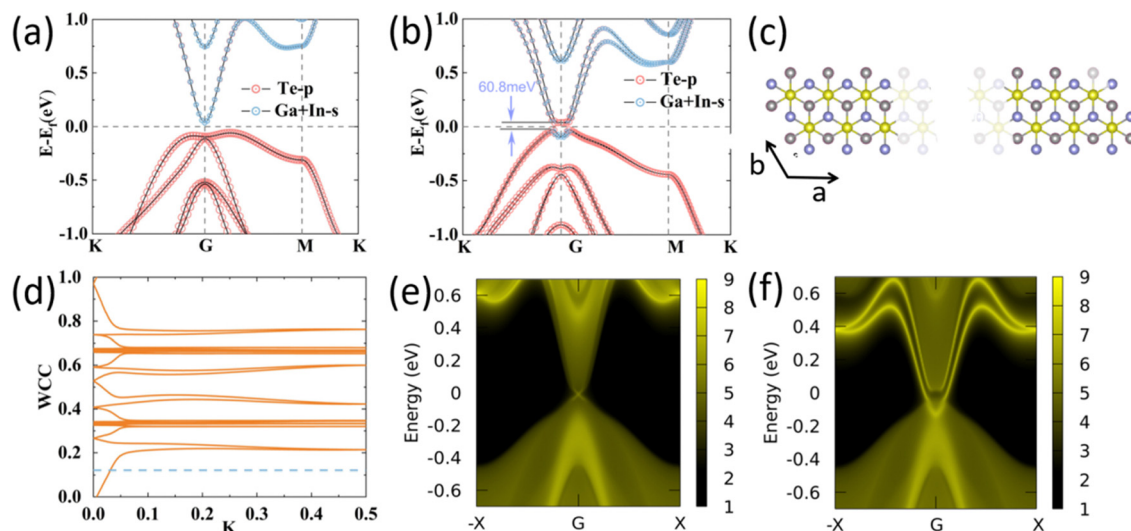 (a)
1.0
0.5
0.0
-0.5
-1.0
E-Ef(eV)
Te-p
Ga+In-s
K
G
M
K
(b)
1.0
0.5
0.0
-0.5
-1.0
E-Ef(eV)
60.8meV
Te-p
Ga+In-s
K
G
M
K
(c)
b
a
(d)
1.0
0.8
0.6
0.4
0.2
0.0
WCC
0.0 0.1 0.2 0.3 0.4 0.5
K
(e)
0.6
0.4
0.2
0
-0.2
-0.4
-0.6
Energy (eV)
-X
G
X
9
8
7
6
5
4
3
2
1
(f)
0.6
0.4
0.2
0
-0.2
-0.4
-0.6
Energy (eV)
-X
G
X
9
8
7
6
5
4
3
2
1